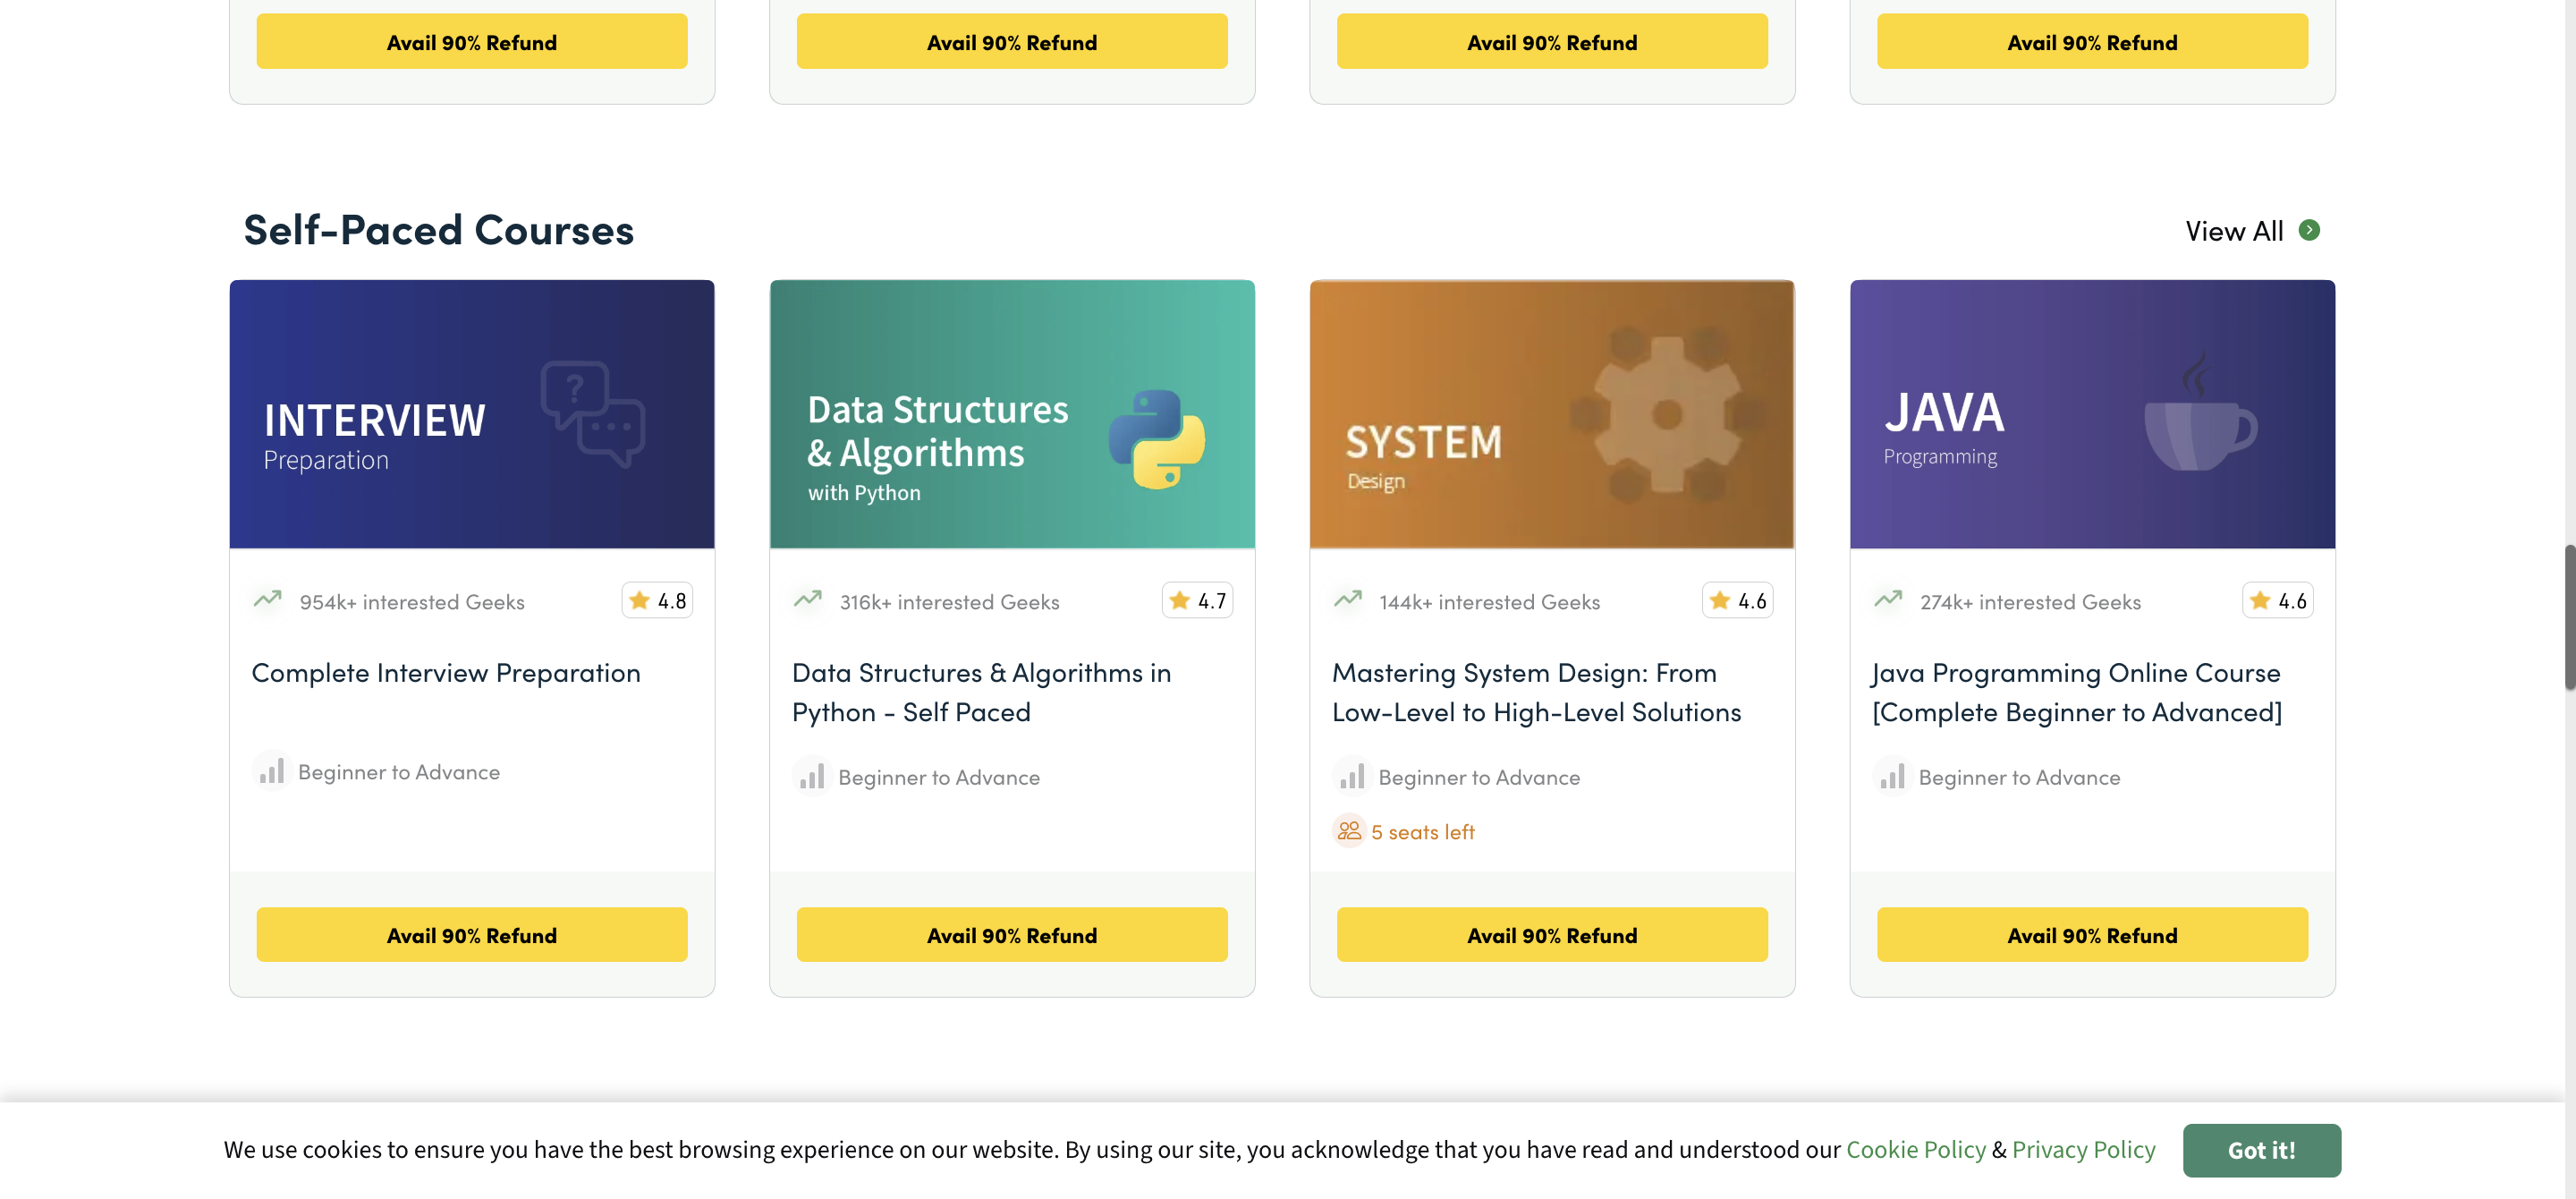 Avail 90% Refund
Avail 90% Refund
Avail 90% Refund
Avail 90% Refund
Self-Paced Courses
View All
INTERVIEW
Preparation
954k+ interested Geeks
4.8
Complete Interview Preparation
Beginner to Advance
Avail 90% Refund
Data Structures
& Algorithms
with Python
316k+ interested Geeks
4.7
Data Structures & Algorithms in
Python - Self Paced
Beginner to Advance
Avail 90% Refund
SYSTEM
Design
144k+ interested Geeks
4.6
Mastering System Design: From
Low-Level to High-Level Solutions
Beginner to Advance
5 seats left
Avail 90% Refund
JAVA
Programming
274k+ interested Geeks
4.6
Java Programming Online Course
[Complete Beginner to Advanced]
Beginner to Advance
Avail 90% Refund
We use cookies to ensure you have the best browsing experience on our website. By using our site, you acknowledge that you have read and understood our Cookie Policy & Privacy Policy
Got it!